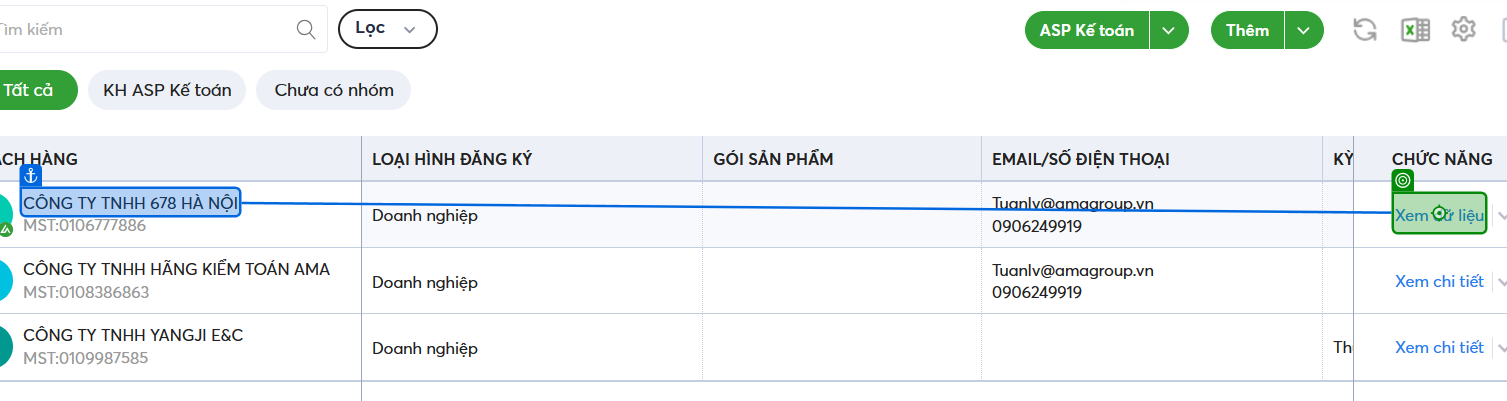 Tìm kiếm
Lọc
ASP Kế toán
Thêm
Tất cả
KH ASP Kế toán
Chưa có nhóm
ÁCH HÀNG
LOẠI HÌNH ĐĂNG KÝ
GÓI SẢN PHẨM
EMAIL/SỐ ĐIỆN THOẠI
KỲ
CHỨC NĂNG
CÔNG TY TNHH 678 HÀ NỘI
MST:0106777886
Doanh nghiệp
Tuanlv@amagroup.vn
0906249919
Xem dữ liệu
CÔNG TY TNHH HÃNG KIỂM TOÁN AMA
MST:0108386863
Doanh nghiệp
Tuanlv@amagroup.vn
0906249919
Xem chi tiết
CÔNG TY TNHH YANGJI E&C
MST:0109987585
Doanh nghiệp
Xem chi tiết